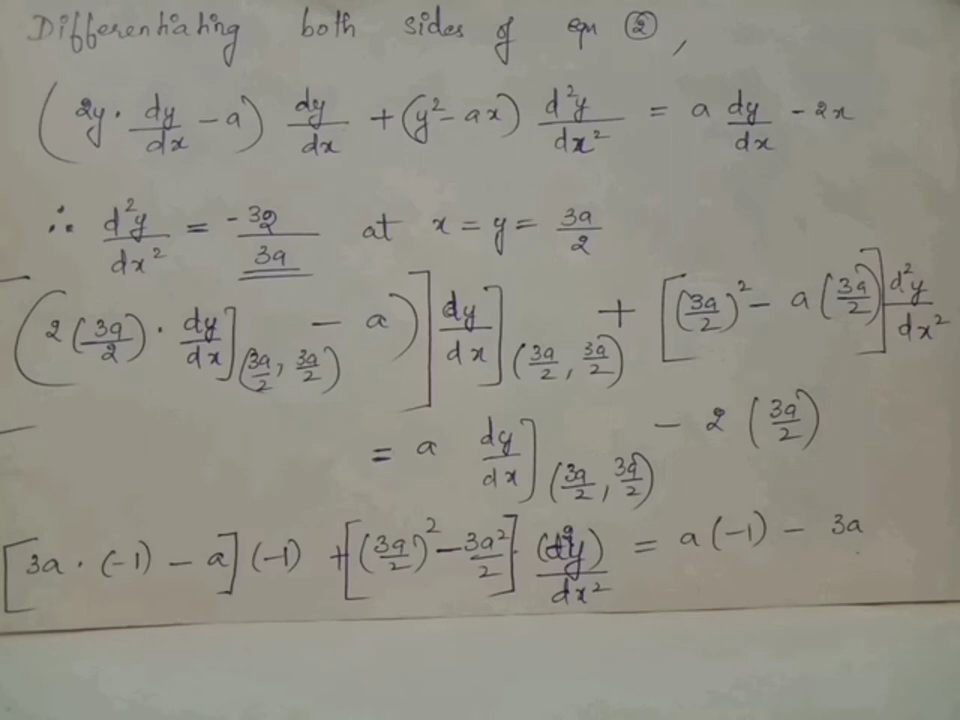 Differentiating both sides of eqn ②,
(2y · dy/dx − a) dy/dx + (y² − ax) d²y/dx² = a dy/dx − 2x
∴ d²y/dx² = −32/3a at x = y = 3a/2
(2(3a/2) · dy/dx](3a/2, 3a/2) − a)] dy/dx](3a/2, 3a/2) + [(3a/2)² − a(3a/2)] d²y/dx²
= a dy/dx](3a/2, 3a/2) − 2(3a/2)
[3a · (−1) − a](−1) + [(3a/2)² − 3a²/2] · (d²y)/dx² = a(−1) − 3a